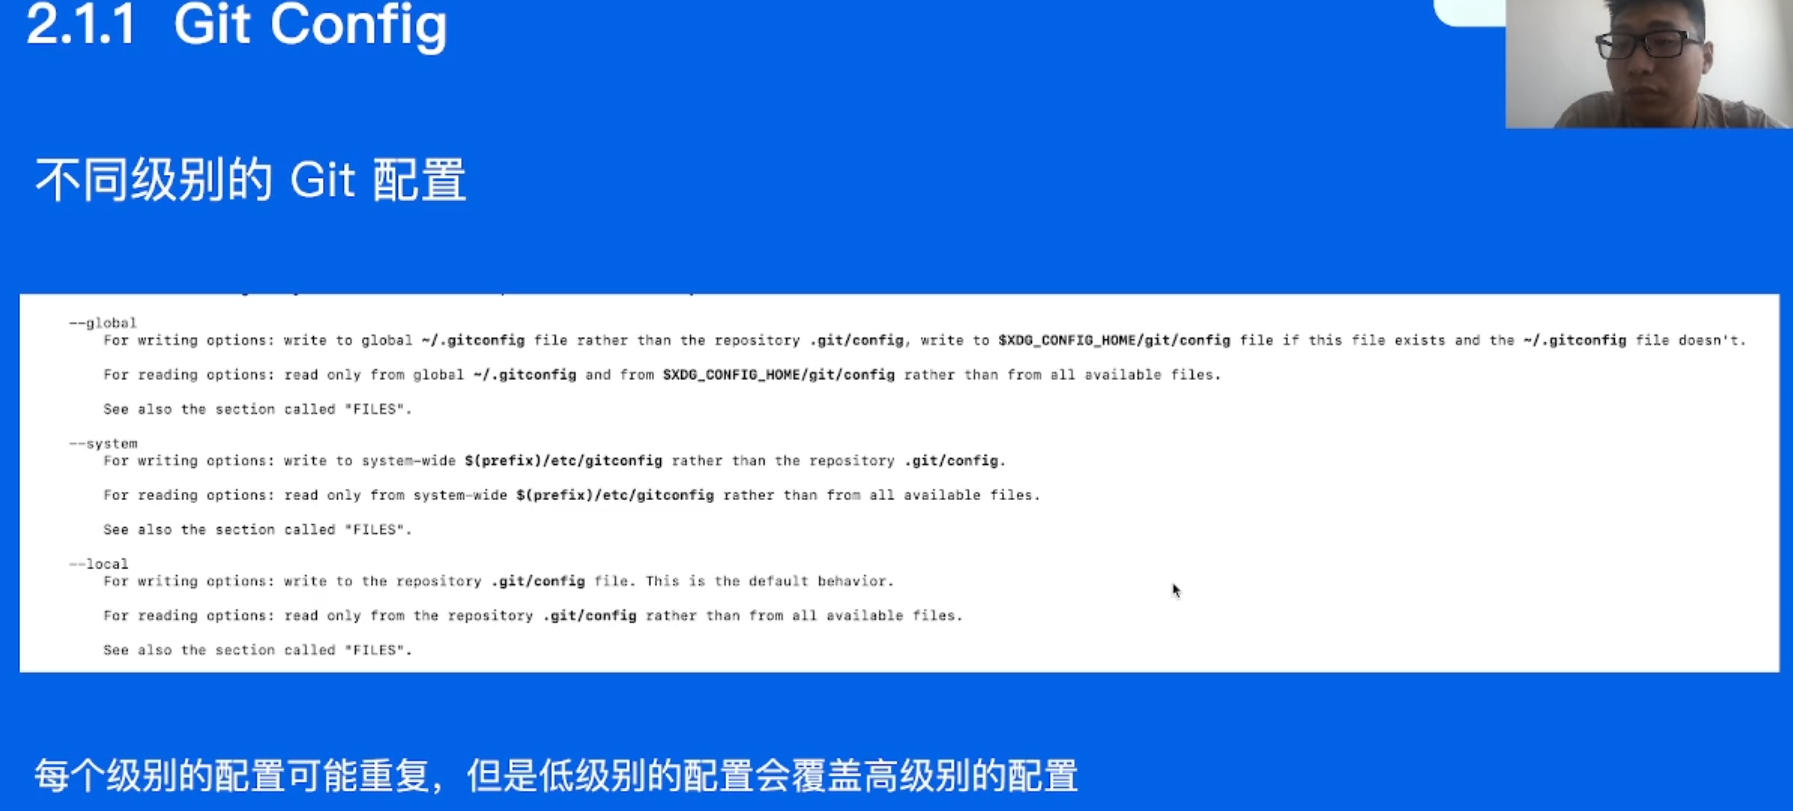 2.1.1 Git Config
不同级别的 Git 配置
--global
For writing options: write to global ~/.gitconfig file rather than the repository .git/config, write to $XDG_CONFIG_HOME/git/config file if this file exists and the ~/.gitconfig file doesn't.
For reading options: read only from global ~/.gitconfig and from $XDG_CONFIG_HOME/git/config rather than from all available files.
See also the section called "FILES".
--system
For writing options: write to system-wide $(prefix)/etc/gitconfig rather than the repository .git/config.
For reading options: read only from system-wide $(prefix)/etc/gitconfig rather than from all available files.
See also the section called "FILES".
--local
For writing options: write to the repository .git/config file. This is the default behavior.
For reading options: read only from the repository .git/config rather than from all available files.
See also the section called "FILES".
每个级别的配置可能重复，但是低级别的配置会覆盖高级别的配置